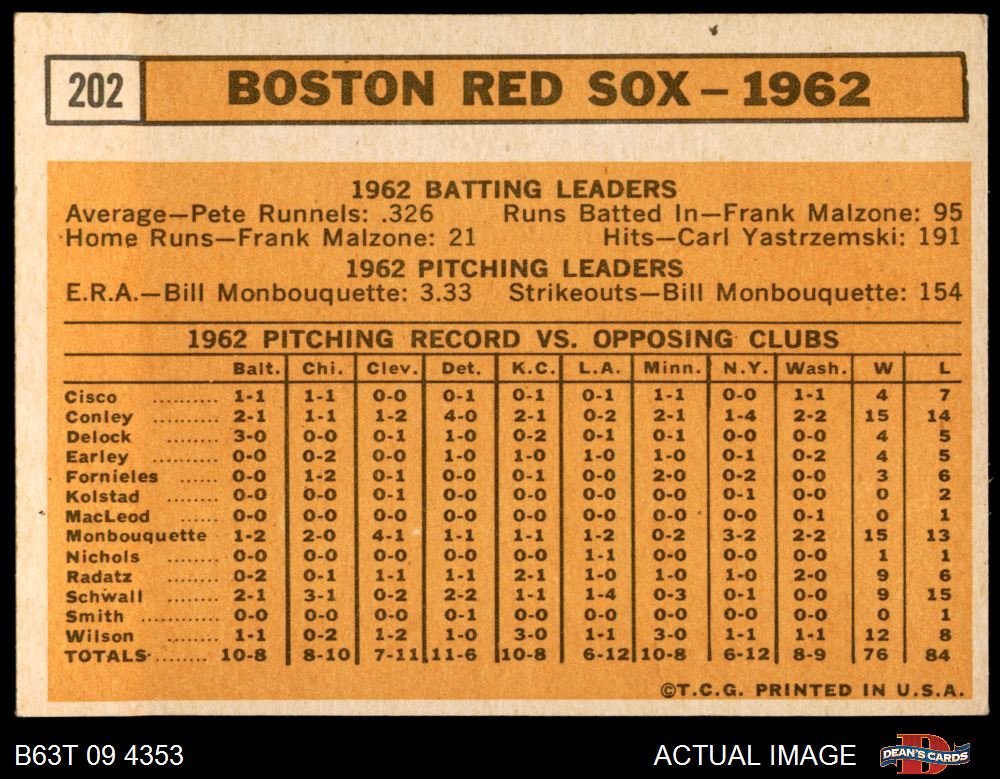 202 BOSTON RED SOX – 1962
1962 BATTING LEADERS
Average—Pete Runnels: .326 Runs Batted In—Frank Malzone: 95
Home Runs—Frank Malzone: 21 Hits—Carl Yastrzemski: 191
1962 PITCHING LEADERS
E.R.A.—Bill Monbouquette: 3.33 Strikeouts—Bill Monbouquette: 154
1962 PITCHING RECORD VS. OPPOSING CLUBS
Balt. Chi. Clev. Det. K.C. L.A. Minn. N.Y. Wash. W L
Cisco .......... 1-1 1-1 0-0 0-1 0-1 0-1 1-1 0-0 1-1 4 7
Conley .......... 2-1 1-1 1-2 4-0 2-1 0-2 2-1 1-4 2-2 15 14
Delock ........ 3-0 0-0 0-1 1-0 0-2 0-1 0-1 0-0 0-0 4 5
Earley .......... 0-0 0-2 0-0 1-0 1-0 1-0 1-0 0-1 0-2 4 5
Fornieles ...... 0-0 1-2 0-1 0-0 0-1 0-0 2-0 0-2 0-0 3 6
Kolstad ........ 0-0 0-0 0-1 0-0 0-0 0-0 0-0 0-1 0-0 0 2
MacLeod ...... 0-0 0-0 0-0 0-0 0-0 0-0 0-0 0-0 0-1 0 1
Monbouquette 1-2 2-0 4-1 1-1 1-1 1-2 0-2 3-2 2-2 15 13
Nichols ........ 0-0 0-0 0-0 0-0 0-0 1-1 0-0 0-0 0-0 1 1
Radatz ........ 0-2 0-1 1-1 1-1 2-1 1-0 1-0 1-0 2-0 9 6
Schwall ........ 2-1 3-1 0-2 2-2 1-1 1-4 0-3 0-1 0-0 9 15
Smith ............ 0-0 0-0 0-0 0-1 0-0 0-0 0-0 0-0 0-0 0 1
Wilson .......... 1-1 0-2 1-2 1-0 3-0 1-1 3-0 1-1 1-1 12 8
TOTALS ........ 10-8 8-10 7-11 11-6 10-8 6-12 10-8 6-12 8-9 76 84
©T.C.G. PRINTED IN U.S.A.
B63T 09 4353 ACTUAL IMAGE DEAN'S CARDS